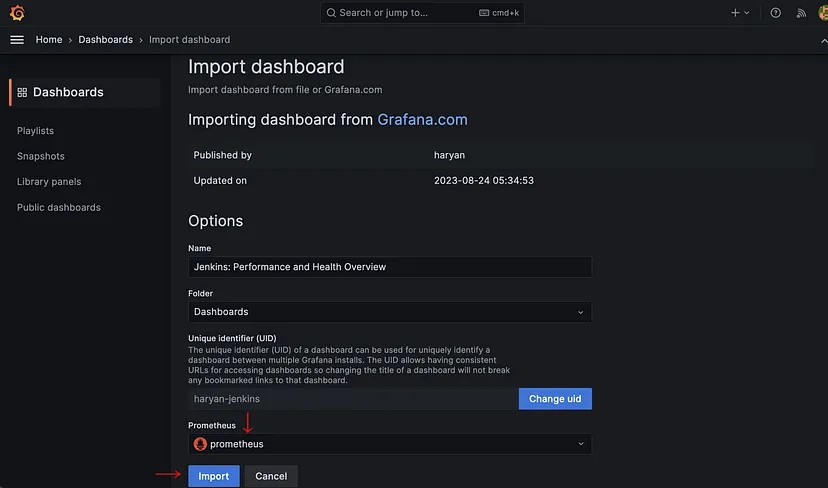 Search or jump to... cmd+k
Home › Dashboards › Import dashboard
Dashboards
Playlists
Snapshots
Library panels
Public dashboards
Import dashboard
Import dashboard from file or Grafana.com
Importing dashboard from Grafana.com
Published by haryan
Updated on 2023-08-24 05:34:53
Options
Name
Jenkins: Performance and Health Overview
Folder
Dashboards
Unique identifier (UID)
The unique identifier (UID) of a dashboard can be used for uniquely identify a
dashboard between multiple Grafana installs. The UID allows having consistent
URLs for accessing dashboards so changing the title of a dashboard will not break
any bookmarked links to that dashboard.
haryan-jenkins Change uid
Prometheus
prometheus
Import Cancel